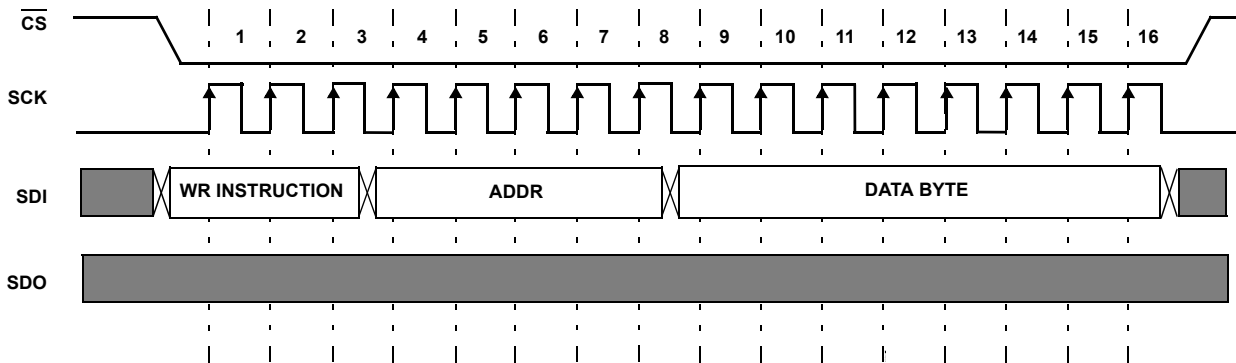 CS
1 2 3 4 5 6 7 8 9 10 11 12 13 14 15 16
SCK
SDI WR INSTRUCTION ADDR DATA BYTE
SDO